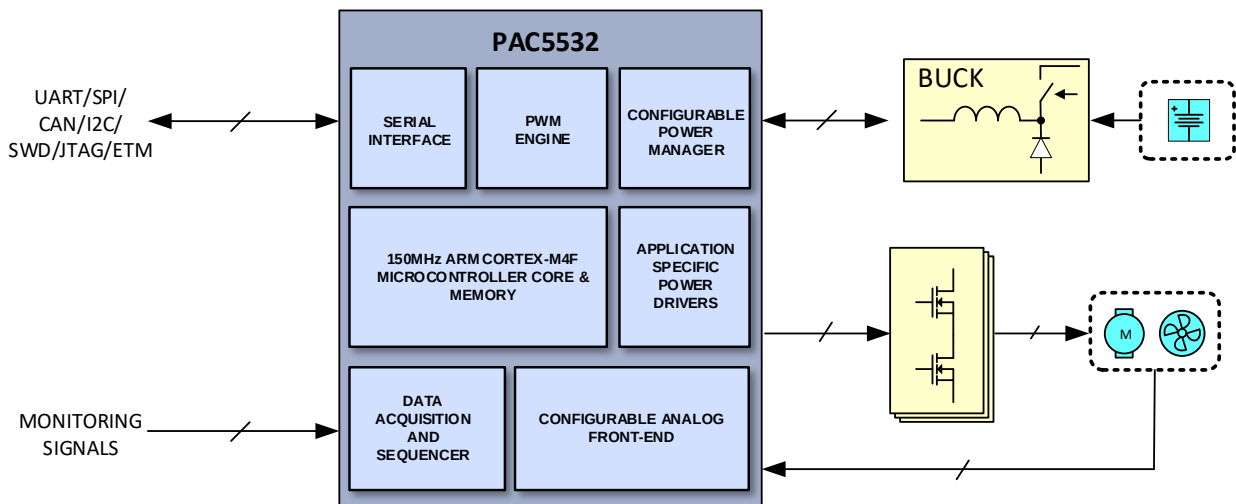 PAC5532
UART/SPI/
CAN/I2C/
SWD/JTAG/ETM
SERIAL
INTERFACE
PWM
ENGINE
CONFIGURABLE
POWER
MANAGER
BUCK
+
150MHz ARM CORTEX-M4F
MICROCONTROLLER CORE &
MEMORY
APPLICATION
SPECIFIC
POWER
DRIVERS
M
MONITORING
SIGNALS
DATA
ACQUISITION
AND
SEQUENCER
CONFIGURABLE ANALOG
FRONT-END